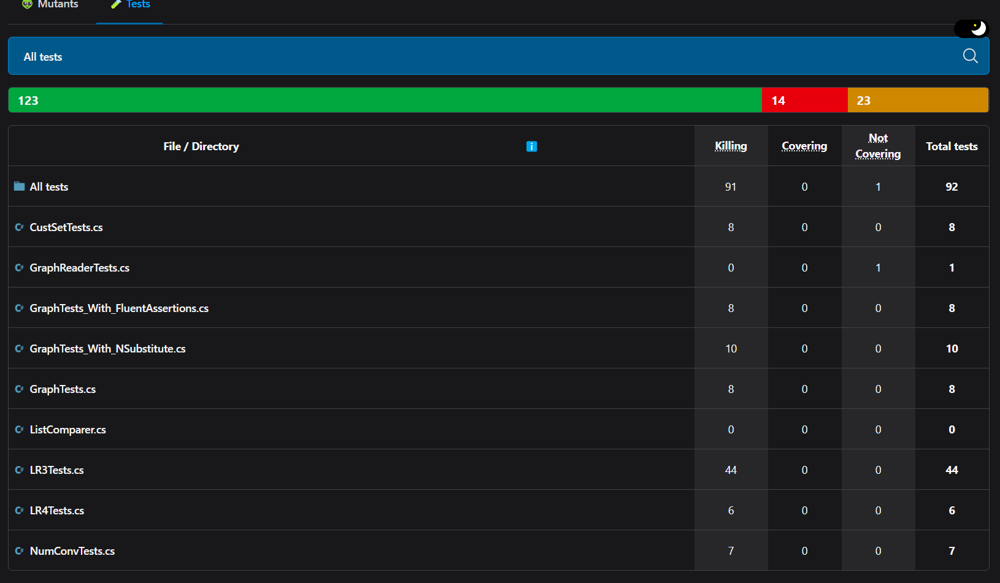 Mutants Tests
All tests
123 14 23
File / Directory i Killing Covering Not Covering Total tests
All tests 91 0 1 92
C# CustSetTests.cs 8 0 0 8
C# GraphReaderTests.cs 0 0 1 1
C# GraphTests_With_FluentAssertions.cs 8 0 0 8
C# GraphTests_With_NSubstitute.cs 10 0 0 10
C# GraphTests.cs 8 0 0 8
C# ListComparer.cs 0 0 0 0
C# LR3Tests.cs 44 0 0 44
C# LR4Tests.cs 6 0 0 6
C# NumConvTests.cs 7 0 0 7